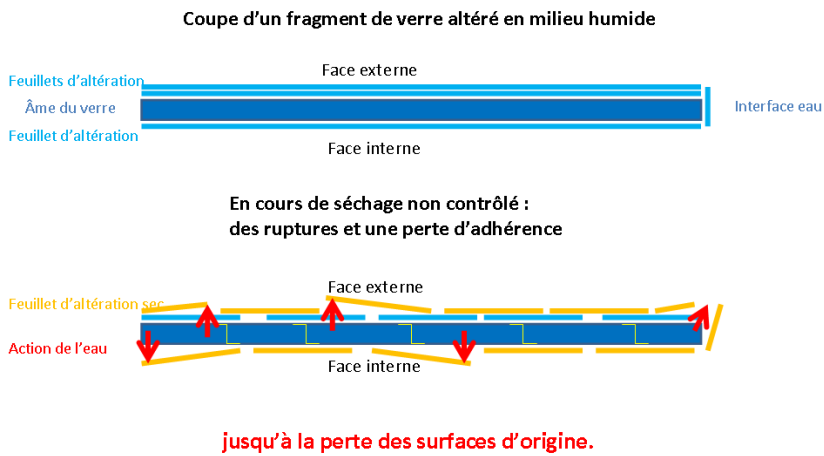 Coupe d'un fragment de verre altéré en milieu humide
Face externe
Feuillets d'altération
Âme du verre
Interface eau
Feuillet d'altération
Face interne
En cours de séchage non contrôlé :
des ruptures et une perte d'adhérence
Face externe
Feuillet d'altération sec
Action de l'eau
Face interne
jusqu'à la perte des surfaces d'origine.